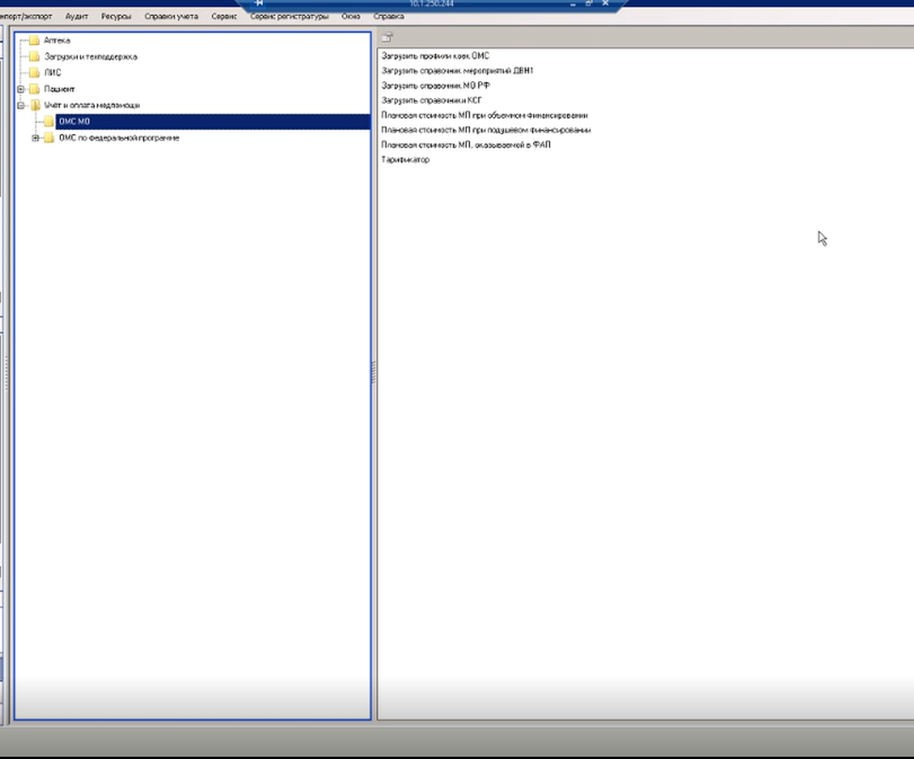 10.1.250.244
мпорт/экспорт Аудит Ресурсы Справки учета Сервис Сервис регистратуры Окно Справка
Аптека
Загрузки и техподдержка
ЛИС
Пациент
Учет и оплата медпомощи
ОМС МО
ОМС по федеральной программе
Загрузить профили коек ОМС
Загрузить справочник мероприятий ДВН1
Загрузить справочник МО РФ
Загрузить справочники КСГ
Плановая стоимость МП при объемном финансировании
Плановая стоимость МП при подушевом финансировании
Плановая стоимость МП, оказываемой в ФАП
Тарификатор